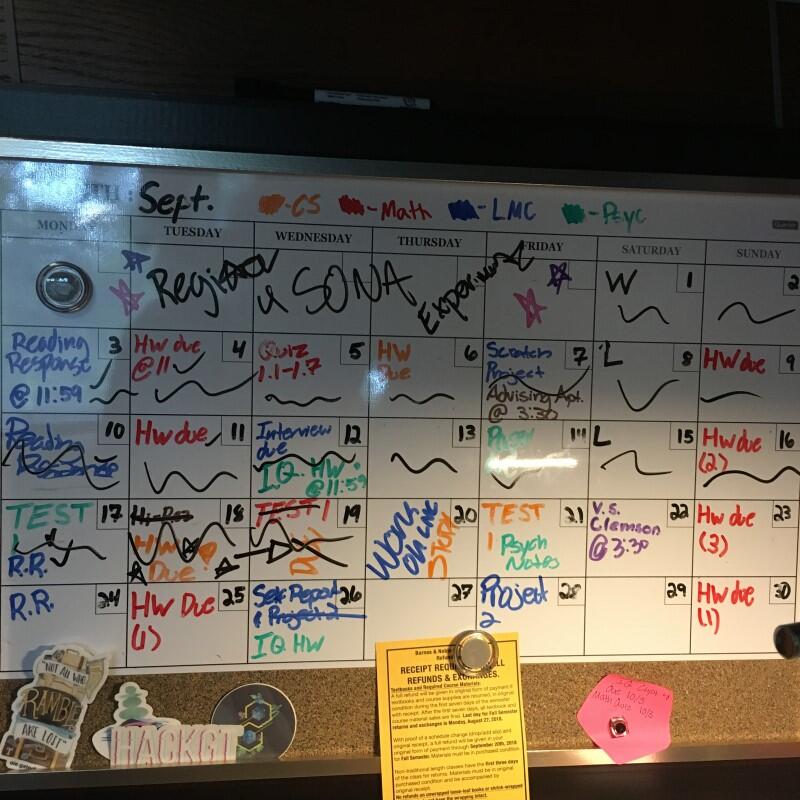 MONTH: Sept. -CS -Math -LMC -Psyc
MONDAY TUESDAY WEDNESDAY THURSDAY FRIDAY SATURDAY SUNDAY
Register 4 SONA Experiment
W 1
2
Reading Response @ 11:59 3
HW due @ 11 4
Quiz 1.1-1.7 5
HW Due 6
Scratch Project 7
Advising Apt. @ 3:30
L 8
HW due 9
Reading Response 10
HW due 11
Interview due 12
I.Q. HW @ 11:59
13
14
L 15
HW due (2) 16
TEST 1 17
R.R.
18
HW Due!
TEST 1 19
Work on LMC 20
STUDY
TEST 1 21
Psych Notes
V.S. Clemson @ 3:30 22
HW due (3) 23
R.R. 24
HW Due (1) 25
Self Report & Project 2 26
IQ HW
27
Project 2 28
29
HW due (1) 30
"NOT ALL WHO
RAMBLE
ARE LOST"
Barnes & Noble
RECEIPT REQUIRED FOR ALL
REFUNDS & EXCHANGES.
Textbooks and Required Course Materials:
A full refund will be given in original form of payment if
textbooks and course supplies are returned, in original
condition during the first seven days of the semester
with receipt. After the first seven days, all textbook and
course material sales are final. Last day for Fall Semester
returns and exchanges is Monday, August 27, 2018.
With proof of a schedule change (drop/add slip) and
original receipt, a full refund will be given in your
original form of payment through September 20th, 2018
for Fall Semester. Materials must be in purchased condition.
Non-traditional length classes have the first three days
of the class for returns. Materials must be in original
purchased condition and be accompanied by
original receipt.
No refunds on unwrapped loose-leaf books or shrink-wrapped
Due 10/3
Math Quiz 10/3